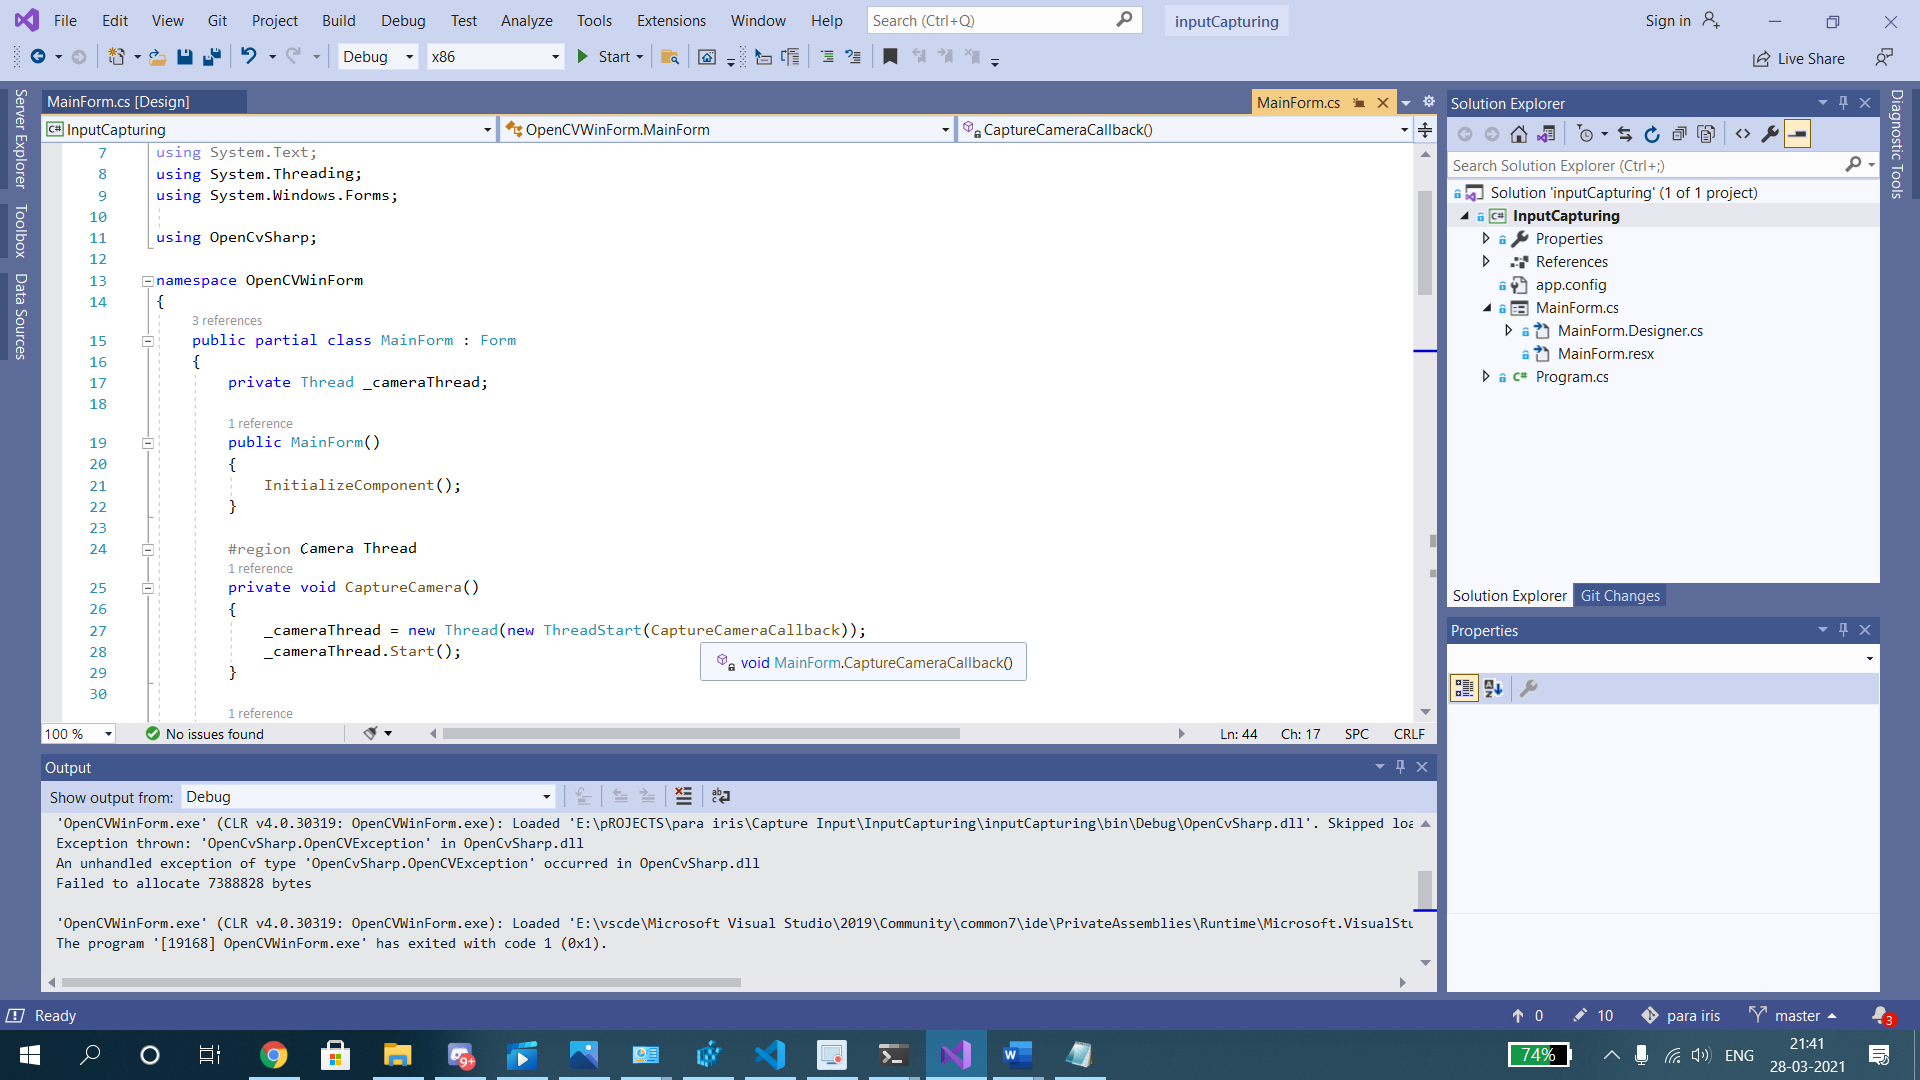 File Edit View Git Project Build Debug Test Analyze Tools Extensions Window Help Search (Ctrl+Q) inputCapturing Sign in
Debug x86 Start Live Share
Server Explorer
Toolbox
Data Sources
MainForm.cs [Design] MainForm.cs
InputCapturing OpenCVWinForm.MainForm CaptureCameraCallback()
7 using System.Text;
8 using System.Threading;
9 using System.Windows.Forms;
10
11 using OpenCvSharp;
12
13 namespace OpenCVWinForm
14 {
3 references
15 public partial class MainForm : Form
16 {
17 private Thread _cameraThread;
18
1 reference
19 public MainForm()
20 {
21 InitializeComponent();
22 }
23
24 #region Camera Thread
1 reference
25 private void CaptureCamera()
26 {
27 _cameraThread = new Thread(new ThreadStart(CaptureCameraCallback));
28 _cameraThread.Start();
void MainForm.CaptureCameraCallback()
29 }
30
1 reference
100 % No issues found Ln: 44 Ch: 17 SPC CRLF
Output
Show output from: Debug
'OpenCVWinForm.exe' (CLR v4.0.30319: OpenCVWinForm.exe): Loaded 'E:\pROJECTS\para iris\Capture Input\InputCapturing\inputCapturing\bin\Debug\OpenCvSharp.dll'. Skipped loa
Exception thrown: 'OpenCvSharp.OpenCVException' in OpenCvSharp.dll
An unhandled exception of type 'OpenCvSharp.OpenCVException' occurred in OpenCvSharp.dll
Failed to allocate 7388828 bytes
'OpenCVWinForm.exe' (CLR v4.0.30319: OpenCVWinForm.exe): Loaded 'E:\vscde\Microsoft Visual Studio\2019\Community\common7\ide\PrivateAssemblies\Runtime\Microsoft.VisualStu
The program '[19168] OpenCVWinForm.exe' has exited with code 1 (0x1).
Solution Explorer
Search Solution Explorer (Ctrl+;)
Solution 'inputCapturing' (1 of 1 project)
InputCapturing
Properties
References
app.config
MainForm.cs
MainForm.Designer.cs
MainForm.resx
Program.cs
Solution Explorer Git Changes
Properties
Diagnostic Tools
Ready 0 10 para iris master 3
9+ 74% ENG 21:41
28-03-2021